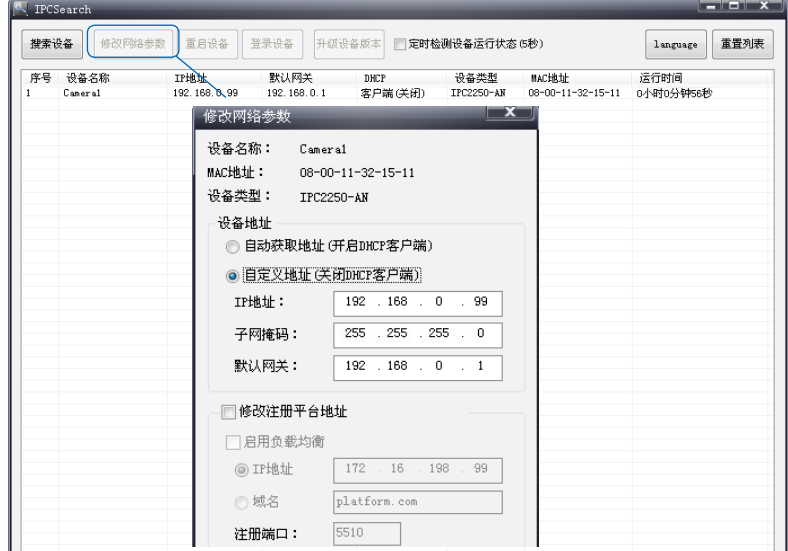 IPCSearch
搜索设备 修改网络参数 重启设备 登录设备 升级设备版本 定时检测设备运行状态(5秒) language 重置列表
序号 设备名称 IP地址 默认网关 DHCP 设备类型 MAC地址 运行时间
1 Camera1 192.168.0.99 192.168.0.1 客户端(关闭) IPC2250-AN 08-00-11-32-15-11 0小时0分钟56秒
修改网络参数
设备名称： Camera1
MAC地址： 08-00-11-32-15-11
设备类型： IPC2250-AN
设备地址
自动获取地址(开启DHCP客户端)
自定义地址(关闭DHCP客户端)
IP地址： 192 . 168 . 0 . 99
子网掩码： 255 . 255 . 255 . 0
默认网关： 192 . 168 . 0 . 1
修改注册平台地址
启用负载均衡
IP地址 172 . 16 . 198 . 99
域名 platform.com
注册端口： 5510